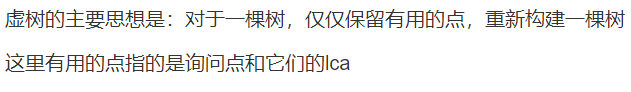 虚树的主要思想是：对于一棵树，仅仅保留有用的点，重新构建一棵树
这里有用的点指的是询问点和它们的lca